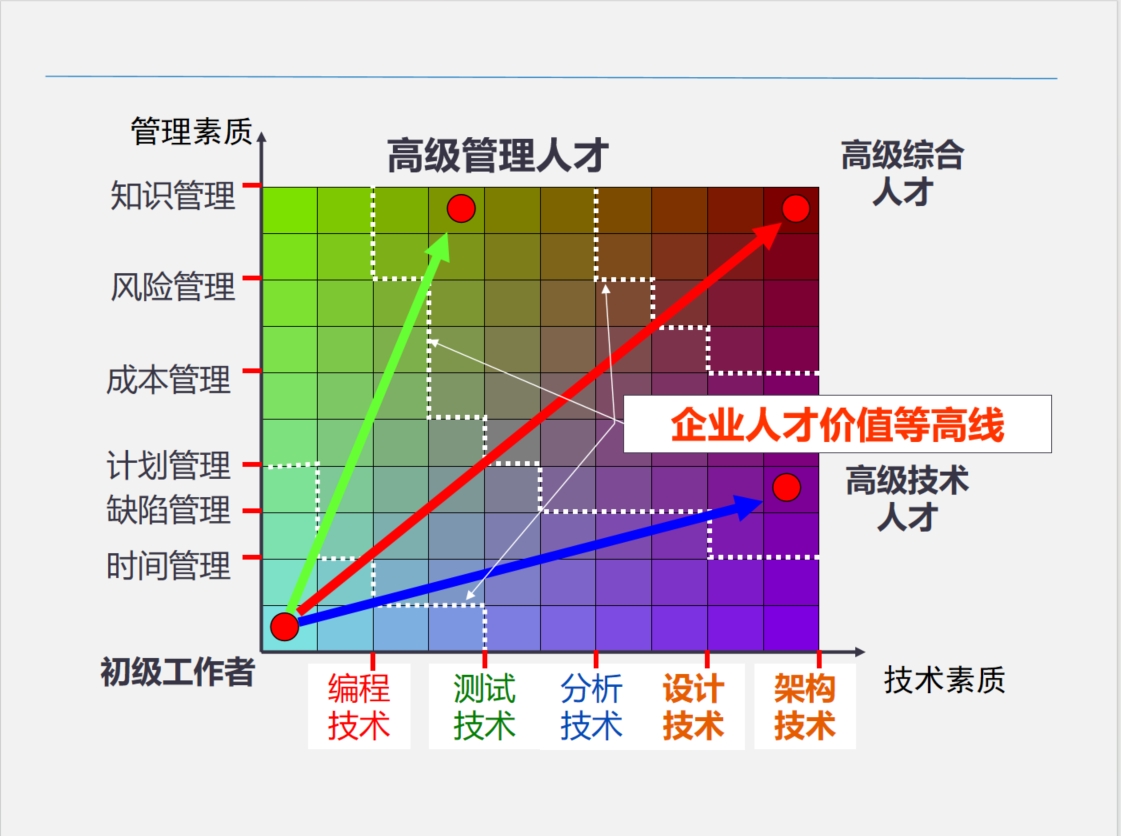 管理素质
高级管理人才
高级综合
人才
知识管理
风险管理
成本管理
企业人才价值等高线
计划管理
高级技术
人才
缺陷管理
时间管理
初级工作者
技术素质
编程
技术
测试
技术
分析
技术
设计
技术
架构
技术